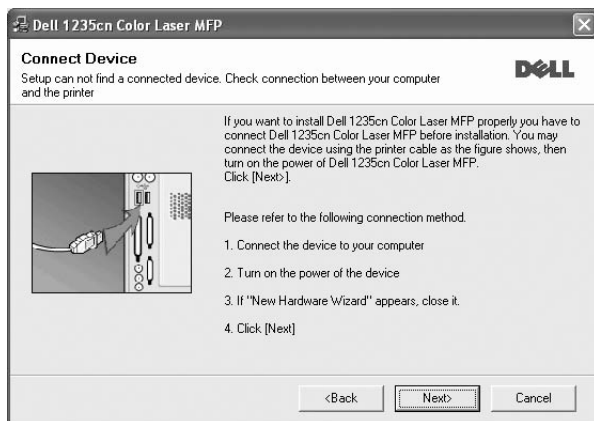 Dell 1235cn Color Laser MFP
Connect Device
Setup can not find a connected device. Check connection between your computer
and the printer
DELL
If you want to install Dell 1235cn Color Laser MFP properly you have to
connect Dell 1235cn Color Laser MFP before installation. You may
connect the device using the printer cable as the figure shows, then
turn on the power of Dell 1235cn Color Laser MFP.
Click [Next>].
Please refer to the following connection method.
1. Connect the device to your computer
2. Turn on the power of the device
3. If "New Hardware Wizard" appears, close it.
4. Click [Next]
<Back
Next>
Cancel